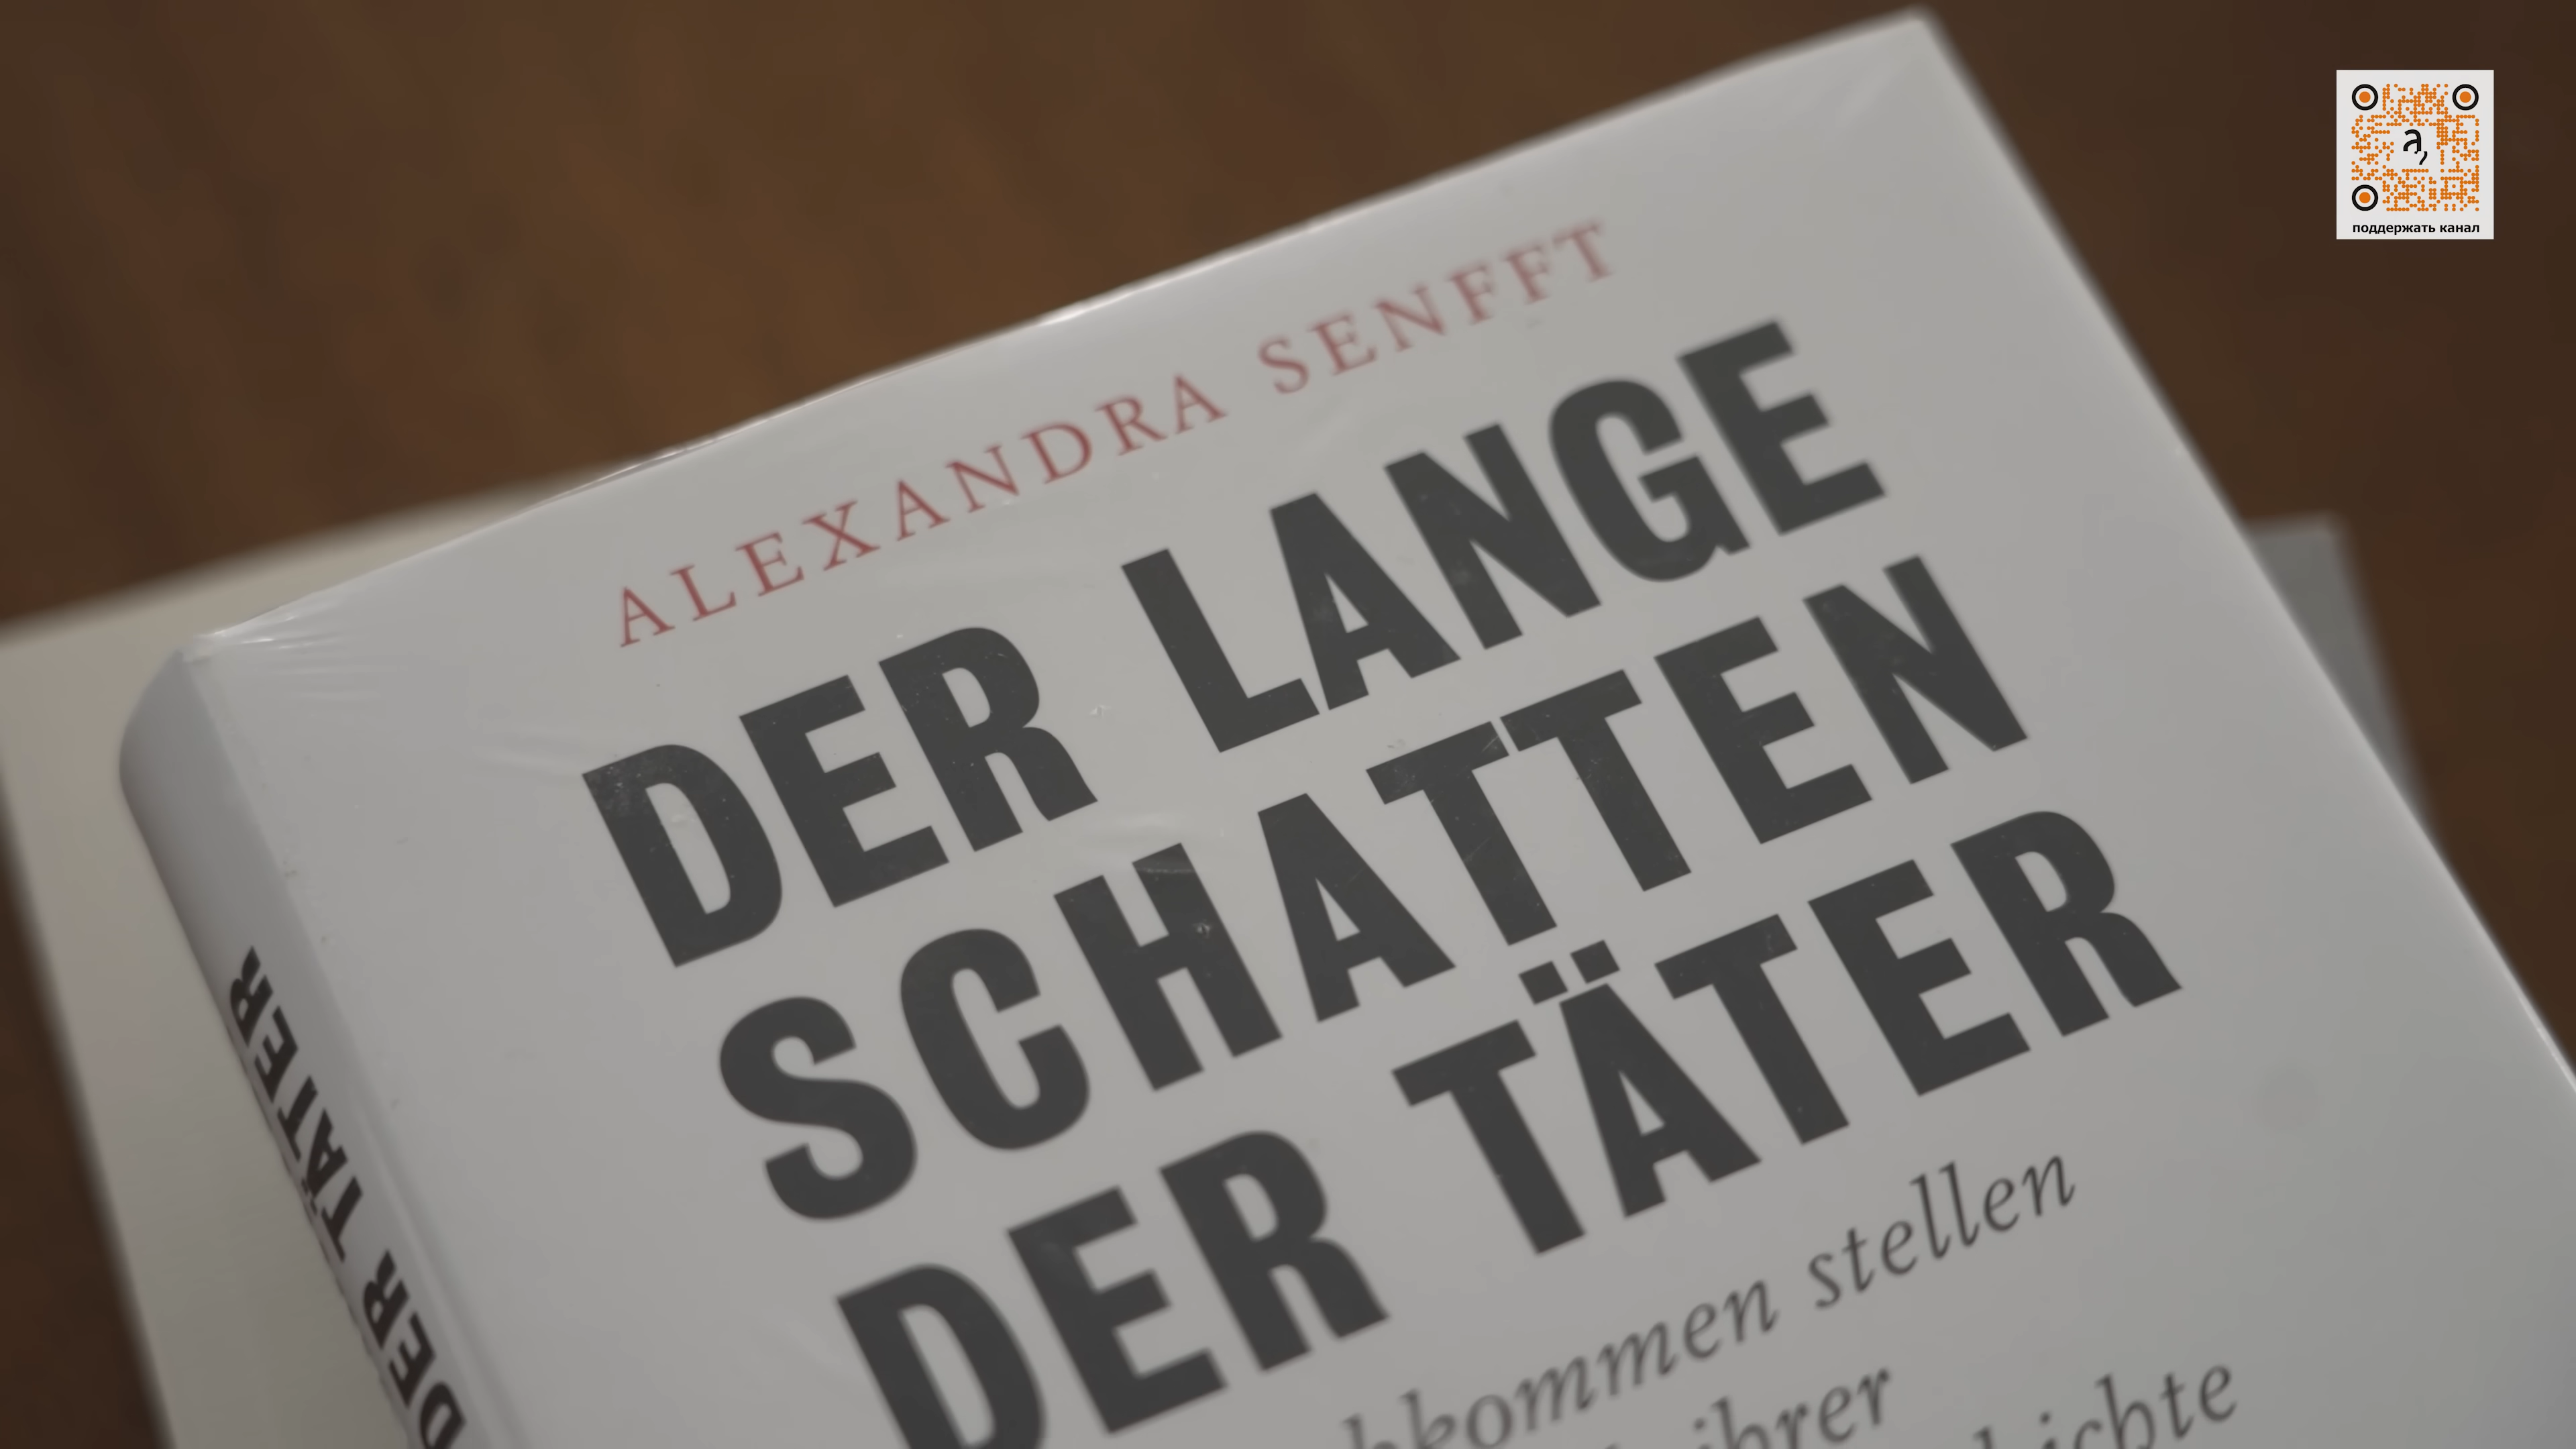 ALEXANDRA SENFFT
DER LANGE
SCHATTEN
DER TÄTER
stellen
ihrer
DER TÄTER
поддержать канал